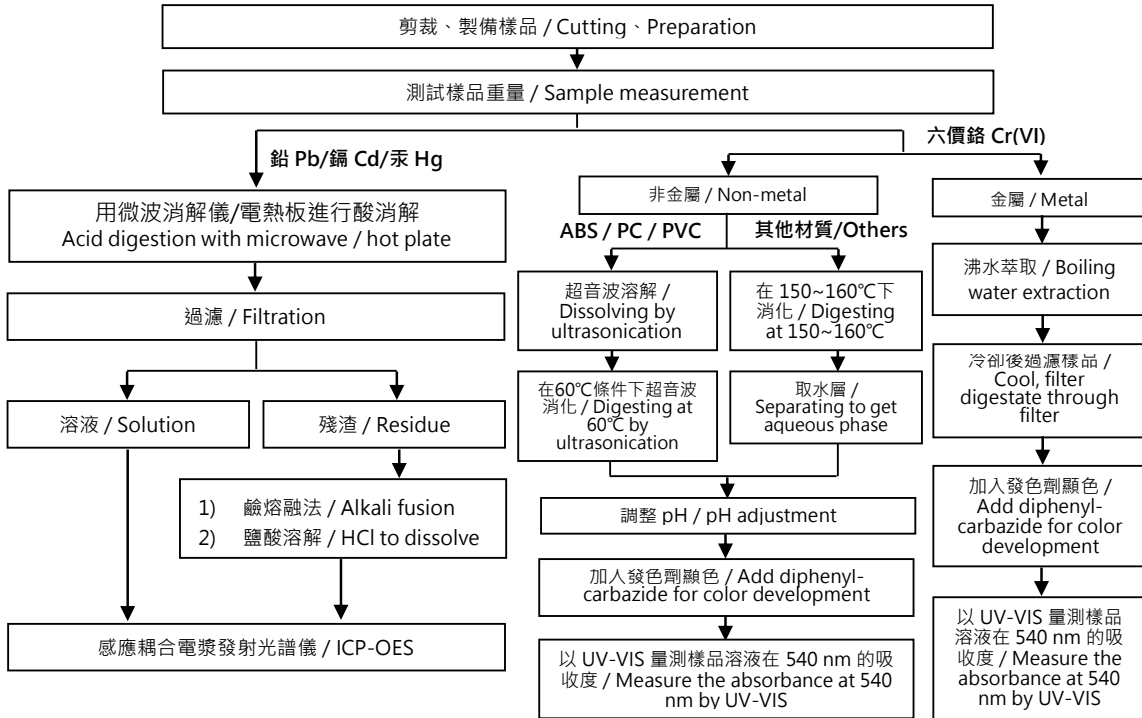 剪裁、製備樣品 / Cutting、Preparation
測試樣品重量 / Sample measurement
鉛 Pb/鎘 Cd/汞 Hg
用微波消解儀/電熱板進行酸消解
Acid digestion with microwave / hot plate
過濾 / Filtration
溶液 / Solution
殘渣 / Residue
1) 鹼熔融法 / Alkali fusion
2) 鹽酸溶解 / HCl to dissolve
感應耦合電漿發射光譜儀 / ICP-OES
六價鉻 Cr(VI)
非金屬 / Non-metal
ABS / PC / PVC
超音波溶解 /
Dissolving by
ultrasonication
在60℃條件下超音波
消化 / Digesting at
60℃ by
ultrasonication
其他材質/Others
在 150~160℃下
消化 / Digesting
at 150~160℃
取水層 /
Separating to get
aqueous phase
調整 pH / pH adjustment
加入發色劑顯色 / Add diphenyl-
carbazide for color development
以 UV-VIS 量測樣品溶液在 540 nm 的吸
收度 / Measure the absorbance at 540
nm by UV-VIS
金屬 / Metal
沸水萃取 / Boiling
water extraction
冷卻後過濾樣品 /
Cool, filter
digestate through
filter
加入發色劑顯色 /
Add diphenyl-
carbazide for color
development
以 UV-VIS 量測樣品
溶液在 540 nm 的吸
收度 / Measure the
absorbance at 540
nm by UV-VIS